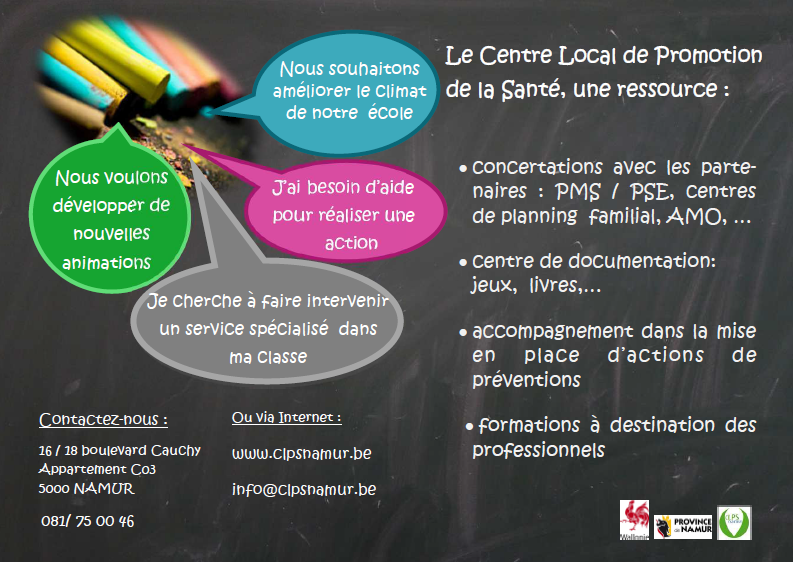 Nous souhaitons
améliorer le climat
de notre école
Nous voulons
développer de
nouvelles
animations
J'ai besoin d'aide
pour réaliser une
action
Je cherche à faire intervenir
un service spécialisé dans
ma classe
Contactez-nous :
16 / 18 boulevard Cauchy
Appartement C03
5000 NAMUR
081/ 75 00 46
Ou via Internet :
www.clpsnamur.be
info@clpsnamur.be
Le Centre Local de Promotion
de la Santé, une ressource :
• concertations avec les parte-
naires : PMS / PSE, centres
de planning familial, AMO, ...
• centre de documentation:
jeux, livres,...
• accompagnement dans la mise
en place d'actions de
préventions
• formations à destination des
professionnels
Wallonie
PROVINCE
de NAMUR
CLPS